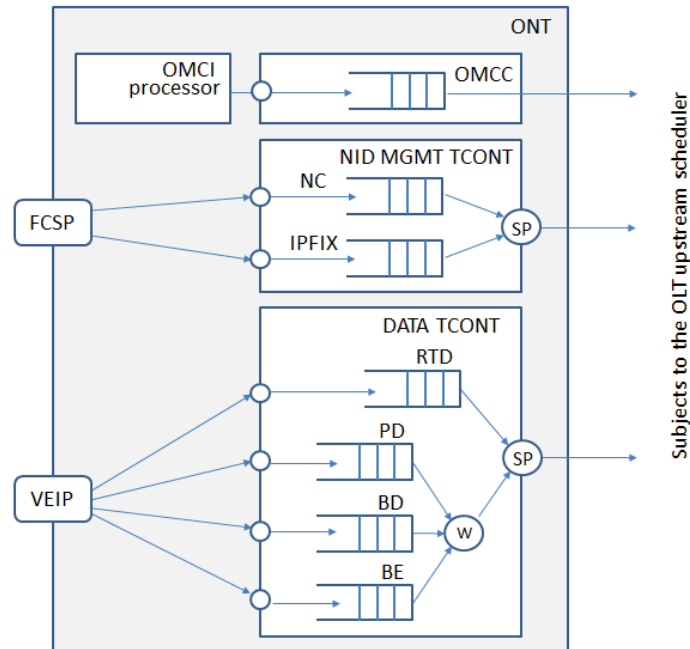 ONT
OMCI
processor
OMCC
NID MGMT TCONT
NC
FCSP
IPFIX
SP
DATA TCONT
RTD
PD
SP
VEIP
BD
W
BE
Subjects to the OLT upstream scheduler